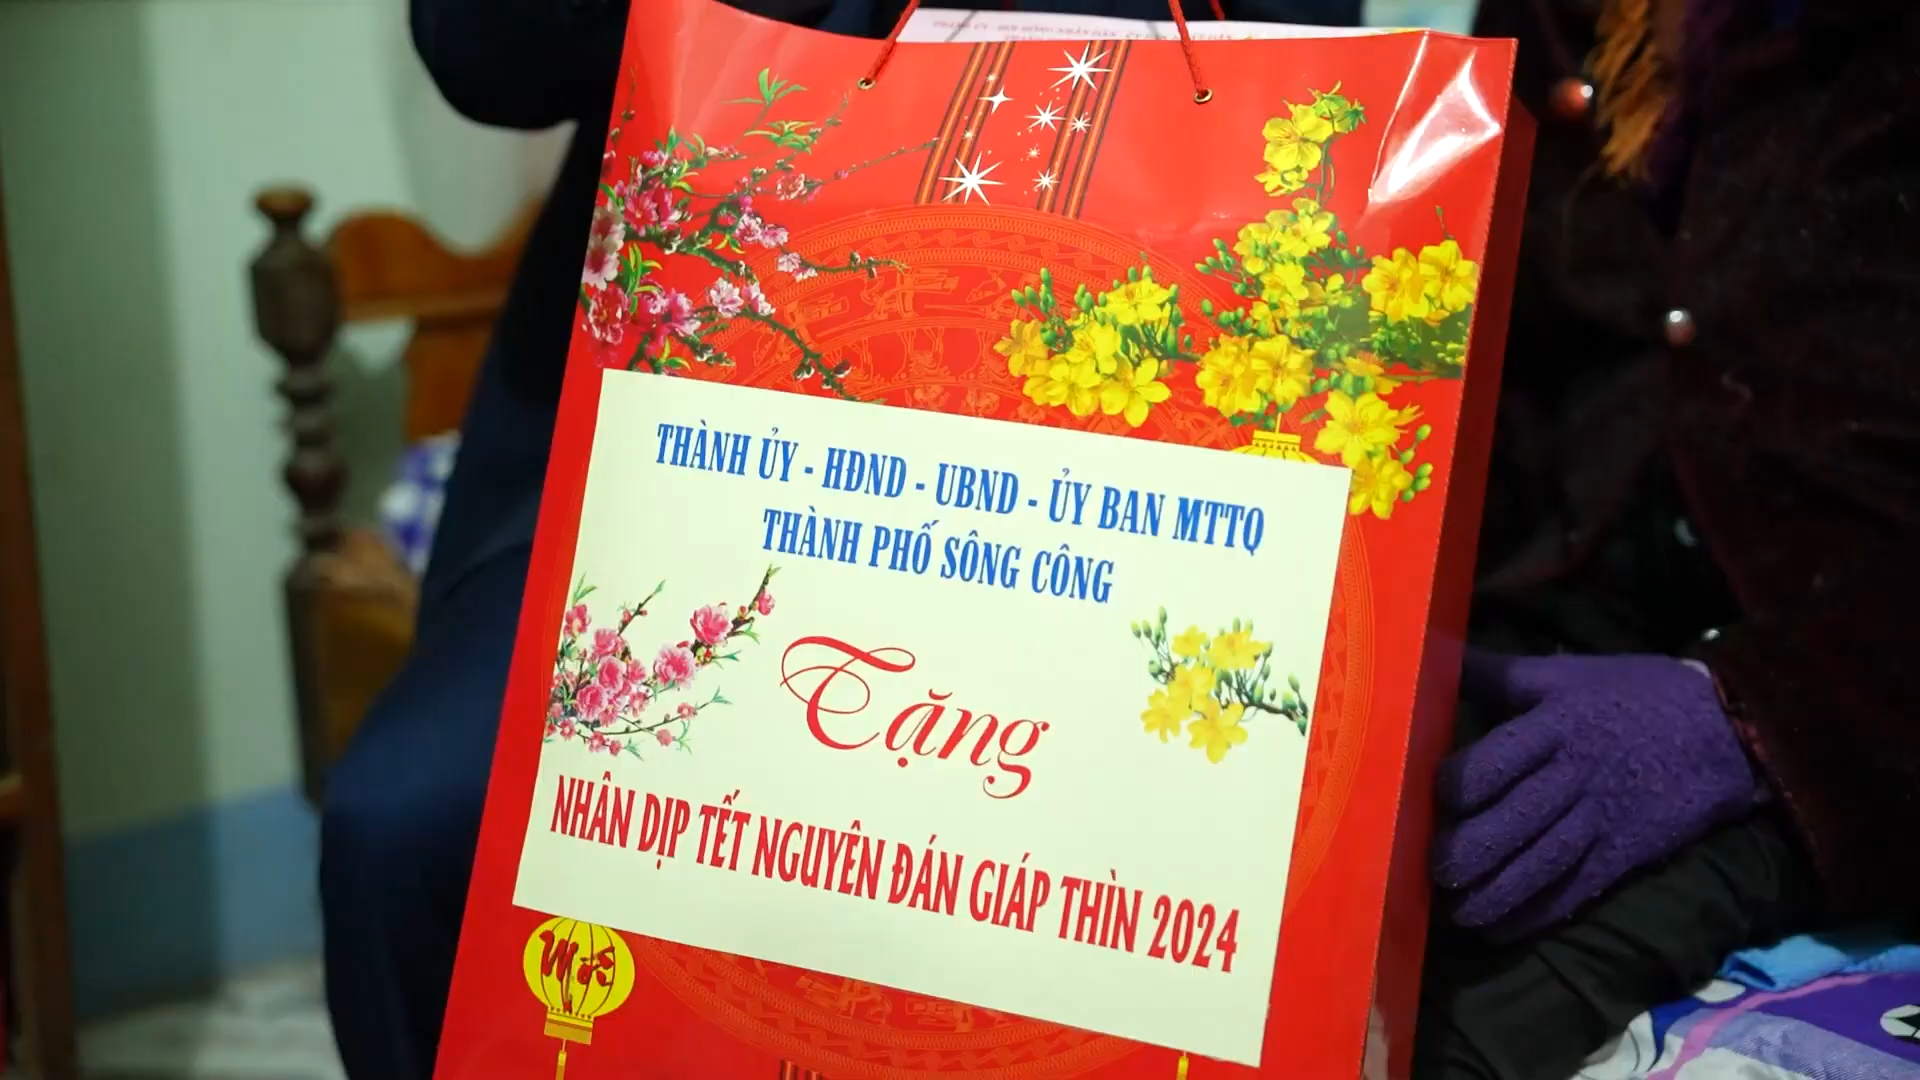 THÀNH ỦY - HĐND - UBND - ỦY BAN MTTQ
THÀNH PHỐ SÔNG CÔNG
Tặng
NHÂN DỊP TẾT NGUYÊN ĐÁN GIÁP THÌN 2024